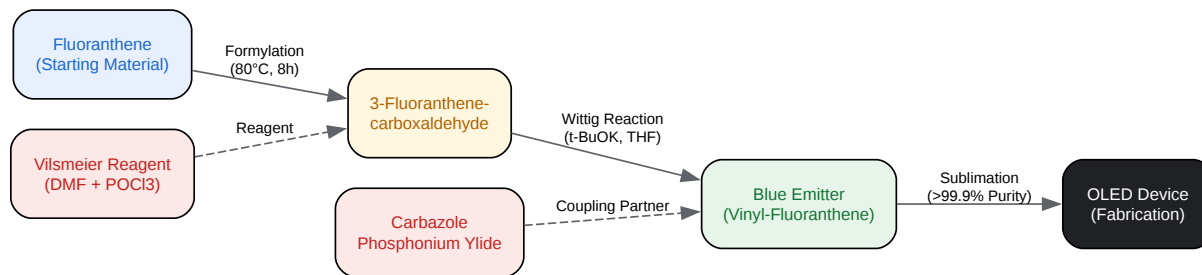 Fluoranthene
(Starting Material)
Formylation
(80°C, 8h)
Vilsmeier Reagent
(DMF + POCl3)
Reagent
3-Fluoranthene-
carboxaldehyde
Wittig Reaction
(t-BuOK, THF)
Carbazole
Phosphonium Ylide
Coupling Partner
Blue Emitter
(Vinyl-Fluoranthene)
Sublimation
(>99.9% Purity)
OLED Device
(Fabrication)